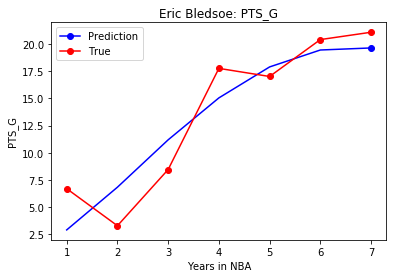 Eric Bledsoe: PTS_G
Prediction
True
PTS_G
20.0
17.5
15.0
12.5
10.0
7.5
5.0
2.5
1 2 3 4 5 6 7
Years in NBA